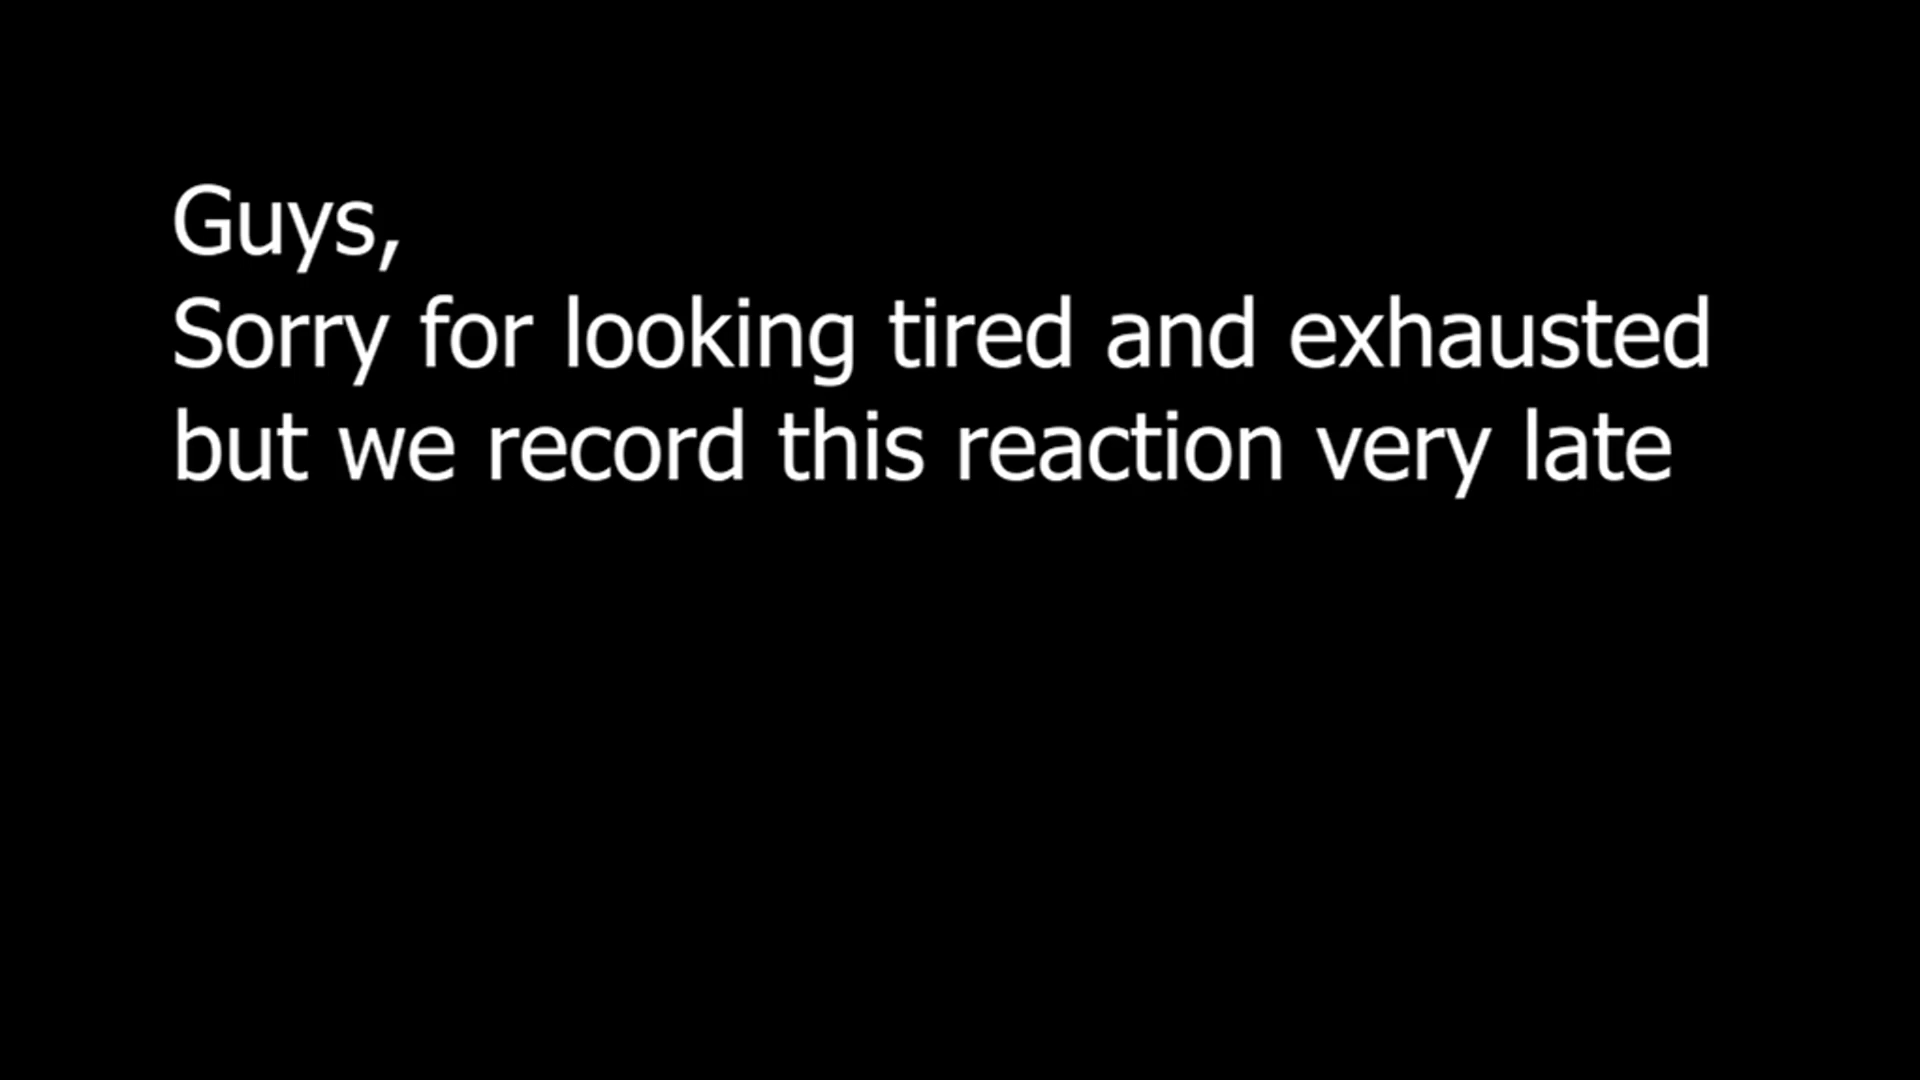 Guys,
Sorry for looking tired and exhausted
but we record this reaction very late